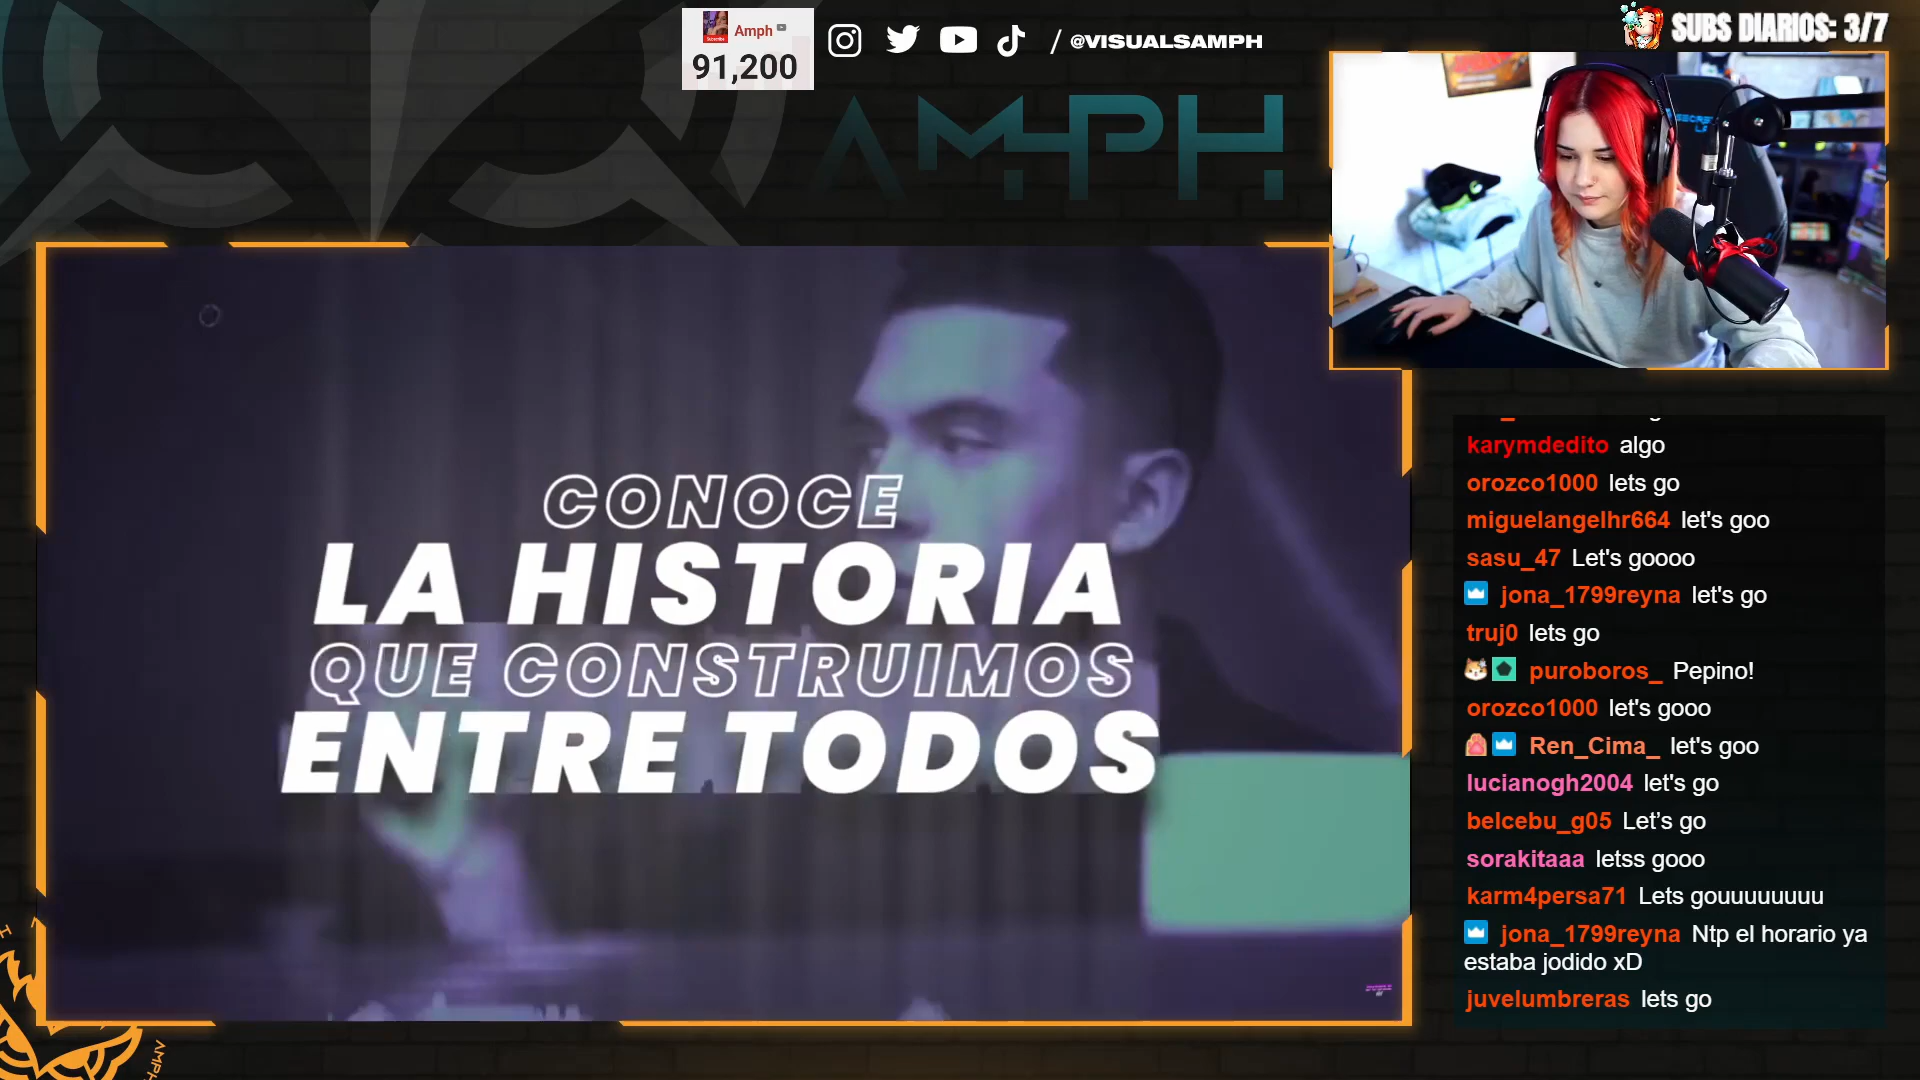 SUBS DIARIOS: 3/7
Amph
91,200
/ @VISUALSAMPH
AMPH
SECRET
LA
CONOCE
LA HISTORIA
QUE CONSTRUIMOS
ENTRE TODOS
karymdedito algo
orozco1000 lets go
miguelangelhr664 let's goo
sasu_47 Let's goooo
jona_1799reyna let's go
truj0 lets go
puroboros_ Pepino!
orozco1000 let's gooo
Ren_Cima_ let's goo
lucianogh2004 let's go
belcebu_g05 Let’s go
sorakitaaa letss gooo
karm4persa71 Lets gouuuuuuuu
jona_1799reyna Ntp el horario ya
estaba jodido xD
juvelumbreras lets go